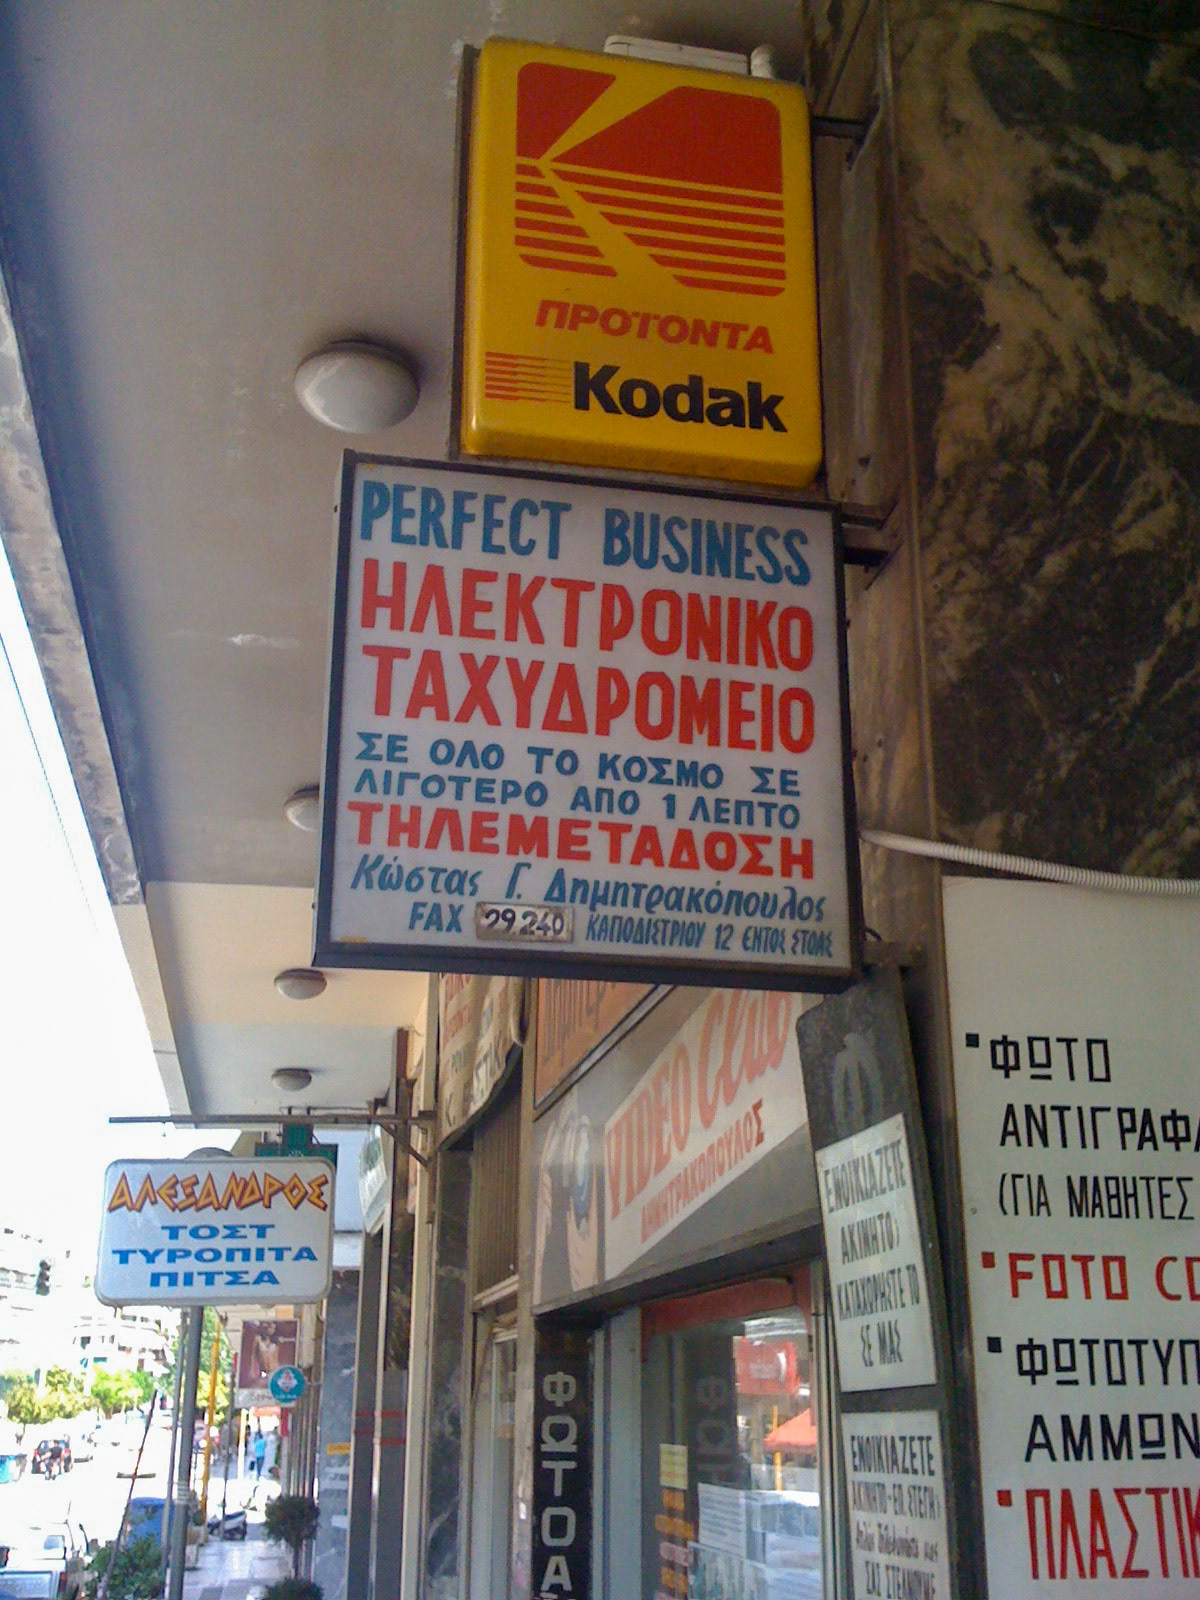 ΠΡΟΪΟΝΤΑ
Kodak
PERFECT BUSINESS
ΗΛΕΚΤΡΟΝΙΚΟ
ΤΑΧΥΔΡΟΜΕΙΟ
ΣΕ ΟΛΟ ΤΟ ΚΟΣΜΟ ΣΕ
ΛΙΓΟΤΕΡΟ ΑΠΟ 1 ΛΕΠΤΟ
ΤΗΛΕΜΕΤΑΔΟΣΗ
Κώστας Γ. Δημητρακόπουλος
FAX 29.240 ΚΑΠΟΔΙΣΤΡΙΟΥ 12 ΕΝΤΟΣ ΣΤΟΑΣ
VIDEO Club
ΔΗΜΗΤΡΑΚΟΠΟΥΛΟΣ
ΑΛΕΞΑΝΔΡΟΣ
ΤΟΣΤ
ΤΥΡΟΠΙΤΑ
ΠΙΤΣΑ
ΕΝΟΙΚΙΑΖΕΤΕ
ΑΚΙΝΗΤΟ;
ΚΑΤΑΧΩΡΗΣΤΕ ΤΟ
ΣΕ ΜΑΣ
ΕΝΟΙΚΙΑΖΕΤΕ
ΦΩΤΟΑ
ΦΩΤΟ
ΑΝΤΙΓΡΑΦΑ
(ΓΙΑ ΜΑΘΗΤΕΣ
FOTO
ΦΩΤΟΤΥΠ
ΑΜΜΩΝ
ΠΛΑΣΤΙΚ